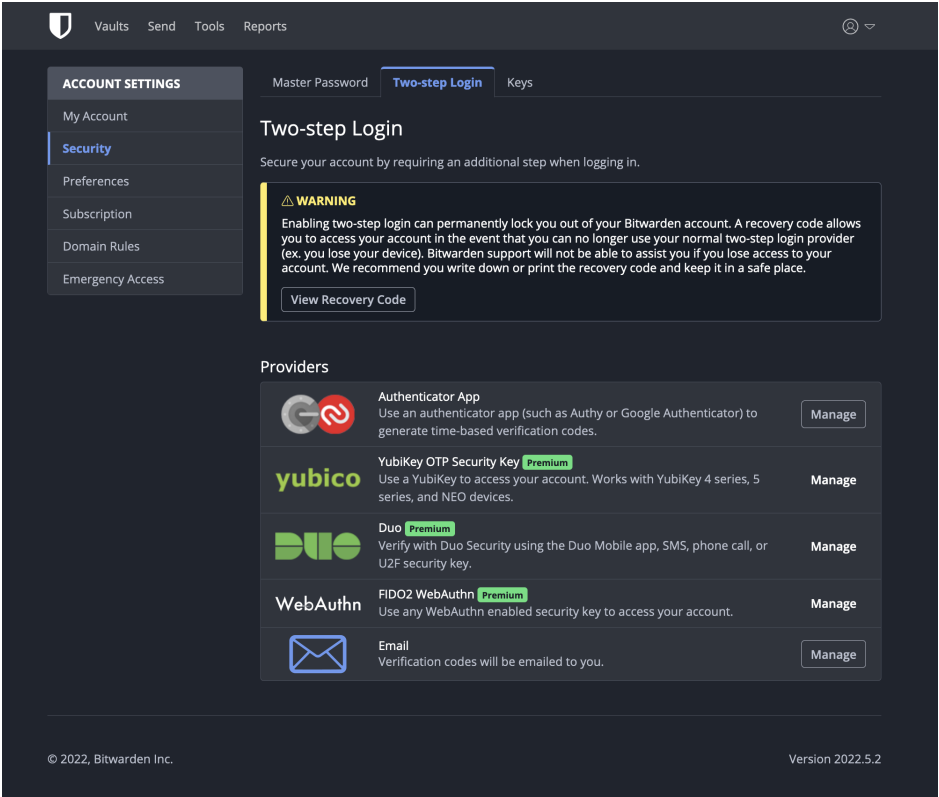 Vaults Send Tools Reports
ACCOUNT SETTINGS
My Account
Security
Preferences
Subscription
Domain Rules
Emergency Access
Master Password Two-step Login Keys
Two-step Login
Secure your account by requiring an additional step when logging in.
WARNING
Enabling two-step login can permanently lock you out of your Bitwarden account. A recovery code allows
you to access your account in the event that you can no longer use your normal two-step login provider
(ex. you lose your device). Bitwarden support will not be able to assist you if you lose access to your
account. We recommend you write down or print the recovery code and keep it in a safe place.
View Recovery Code
Providers
Authenticator App
Use an authenticator app (such as Authy or Google Authenticator) to
generate time-based verification codes.
Manage
yubico
YubiKey OTP Security Key Premium
Use a YubiKey to access your account. Works with YubiKey 4 series, 5
series, and NEO devices.
Manage
DUO
Duo Premium
Verify with Duo Security using the Duo Mobile app, SMS, phone call, or
U2F security key.
Manage
WebAuthn
FIDO2 WebAuthn Premium
Use any WebAuthn enabled security key to access your account.
Manage
Email
Verification codes will be emailed to you.
Manage
© 2022, Bitwarden Inc. Version 2022.5.2